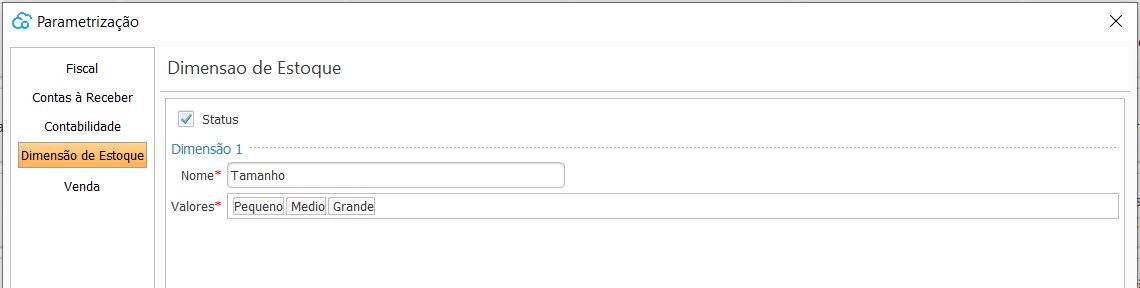 Parametrização
Fiscal
Contas à Receber
Contabilidade
Dimensão de Estoque
Venda
Dimensao de Estoque
Status
Dimensão 1
Nome* Tamanho
Valores* Pequeno Medio Grande